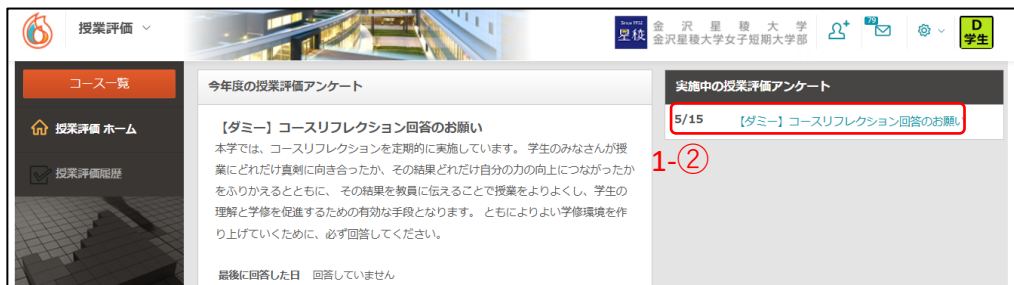 授業評価
Since 1932
星稜
金沢星稜大学
金沢星稜大学女子短期大学部
79
D
学生
コース一覧
授業評価 ホーム
授業評価履歴
今年度の授業評価アンケート
【ダミー】コースリフレクション回答のお願い
本学では、コースリフレクションを定期的に実施しています。 学生のみなさんが授
業にどれだけ真剣に向き合ったか、その結果どれだけ自分の力の向上につながったか
をふりかえるとともに、 その結果を教員に伝えることで授業をよりよくし、学生の
理解と学修を促進するための有効な手段となります。 ともによりよい学修環境を作
り上げていくために、必ず回答してください。
最後に回答した日 回答していません
実施中の授業評価アンケート
5/15 【ダミー】コースリフレクション回答のお願い
1-②